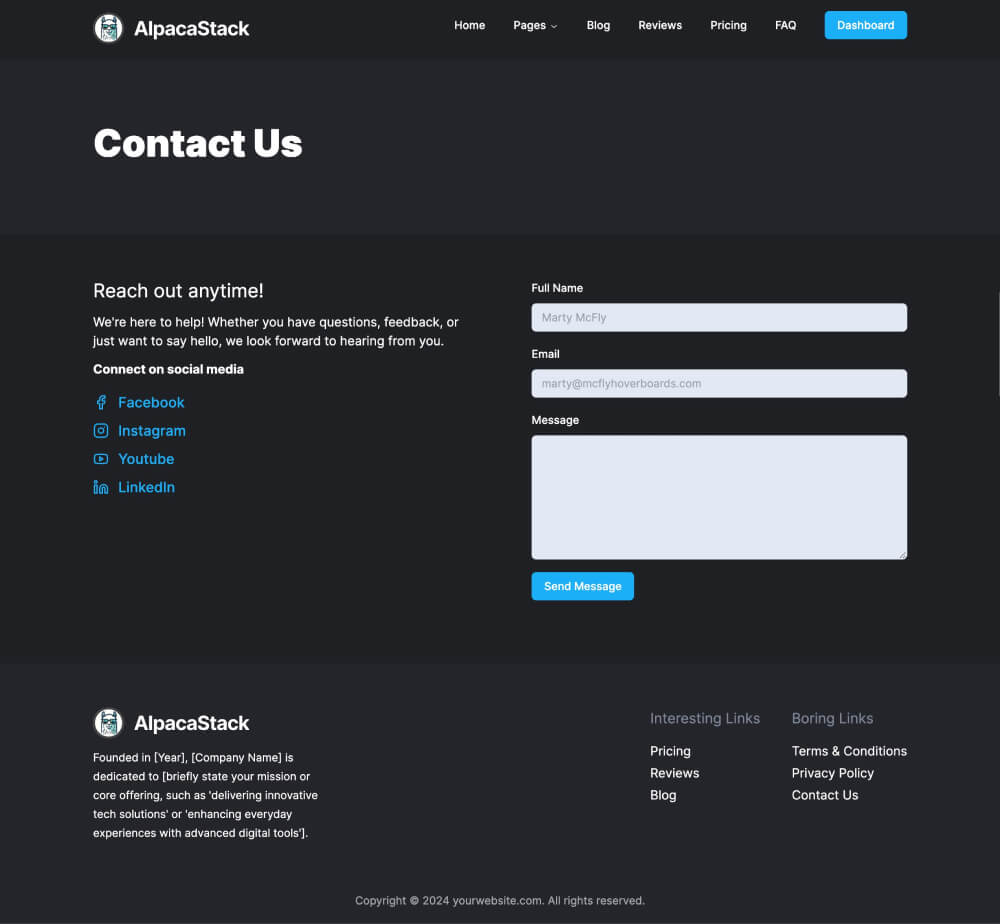 AlpacaStack
Home Pages Blog Reviews Pricing FAQ Dashboard
Contact Us
Reach out anytime!
We're here to help! Whether you have questions, feedback, or
just want to say hello, we look forward to hearing from you.
Connect on social media
Facebook
Instagram
Youtube
LinkedIn
Full Name
Marty McFly
Email
marty@mcflyhoverboards.com
Message
Send Message
AlpacaStack
Founded in [Year], [Company Name] is
dedicated to [briefly state your mission or
core offering, such as 'delivering innovative
tech solutions' or 'enhancing everyday
experiences with advanced digital tools'].
Interesting Links
Pricing
Reviews
Blog
Boring Links
Terms & Conditions
Privacy Policy
Contact Us
Copyright © 2024 yourwebsite.com. All rights reserved.